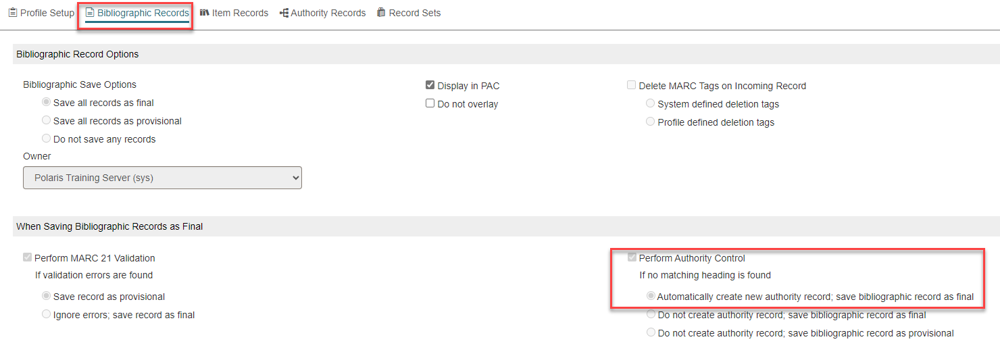 Profile Setup Bibliographic Records Item Records Authority Records Record Sets
Bibliographic Record Options
Bibliographic Save Options
Save all records as final
Save all records as provisional
Do not save any records
Owner
Polaris Training Server (sys)
Display in PAC
Do not overlay
Delete MARC Tags on Incoming Record
System defined deletion tags
Profile defined deletion tags
When Saving Bibliographic Records as Final
Perform MARC 21 Validation
If validation errors are found
Save record as provisional
Ignore errors; save record as final
Perform Authority Control
If no matching heading is found
Automatically create new authority record; save bibliographic record as final
Do not create authority record; save bibliographic record as final
Do not create authority record; save bibliographic record as provisional